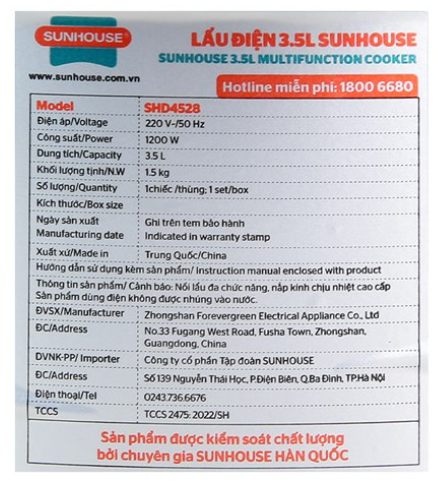 SUNHOUSE®
www.sunhouse.com.vn
LẨU ĐIỆN 3.5L SUNHOUSE
SUNHOUSE 3.5L MULTIFUNCTION COOKER
Hotline miễn phí: 1800 6680
Model SHD4528
Điện áp/Voltage 220 V~/50 Hz
Công suất/Power 1200 W
Dung tích/Capacity 3.5 L
Khối lượng tịnh/N.W 1.5 kg
Số lượng/Quantity 1chiếc /thùng; 1 set/box
Kích thước/Box size
Ngày sản xuất Ghi trên tem bảo hành
Manufacturing date Indicated in warranty stamp
Xuất xứ/Made in Trung Quốc/China
Hướng dẫn sử dụng kèm sản phẩm/ Instruction manual enclosed with product
Thông tin sản phẩm/ Cảnh báo: Nồi lẩu đa chức năng, nắp kính chịu nhiệt cao cấp
Sản phẩm dùng điện không được nhúng vào nước.
ĐVSX/Manufacturer Zhongshan Forevergreen Electrical Appliance Co., Ltd
ĐC/Address No.33 Fugang West Road, Fusha Town, Zhongshan,
Guangdong, China
DVNK-PP/ Importer Công ty cổ phần Tập đoàn SUNHOUSE
ĐC/Address Số 139 Nguyễn Thái Học, P.Điện Biên, Q.Ba Đình, TP.Hà Nội
Điện thoại/Tel 0243.736.6676
TCCS TCCS 2475: 2022/SH
Sản phẩm được kiểm soát chất lượng
bởi chuyên gia SUNHOUSE HÀN QUỐC